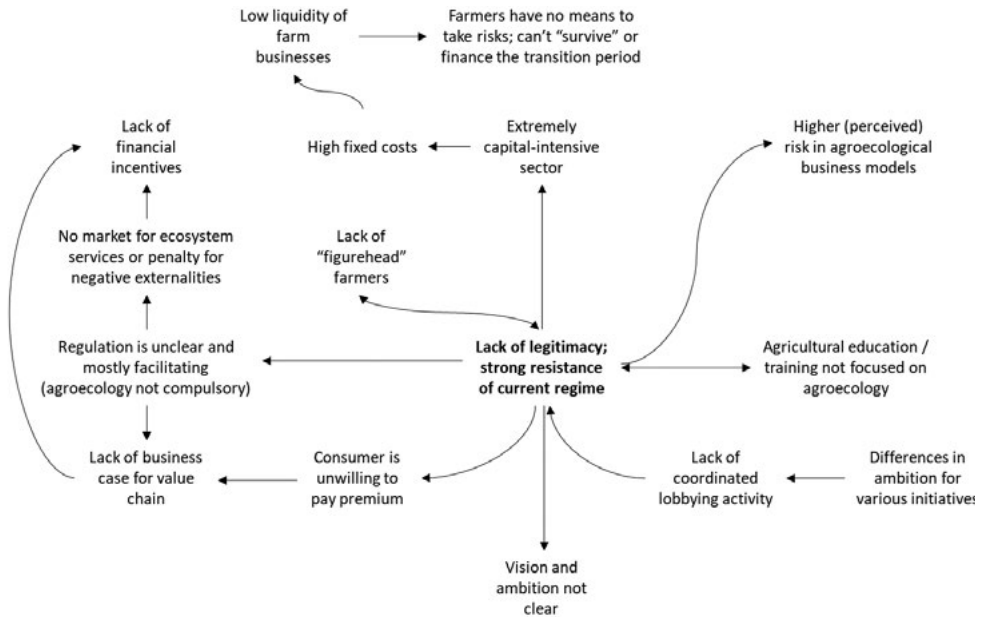 Low liquidity of
farm
businesses
Farmers have no means to
take risks; can't “survive” or
finance the transition period
Lack of
financial
incentives
High fixed costs
Extremely
capital-intensive
sector
Higher (perceived)
risk in agroecological
business models
No market for ecosystem
services or penalty for
negative externalities
Lack of
“figurehead”
farmers
Regulation is unclear and
mostly facilitating
(agroecology not compulsory)
Lack of legitimacy;
strong resistance
of current regime
Agricultural education /
training not focused on
agroecology
Lack of business
case for value
chain
Consumer is
unwilling to
pay premium
Lack of
coordinated
lobbying activity
Differences in
ambition for
various initiatives
Vision and
ambition not
clear